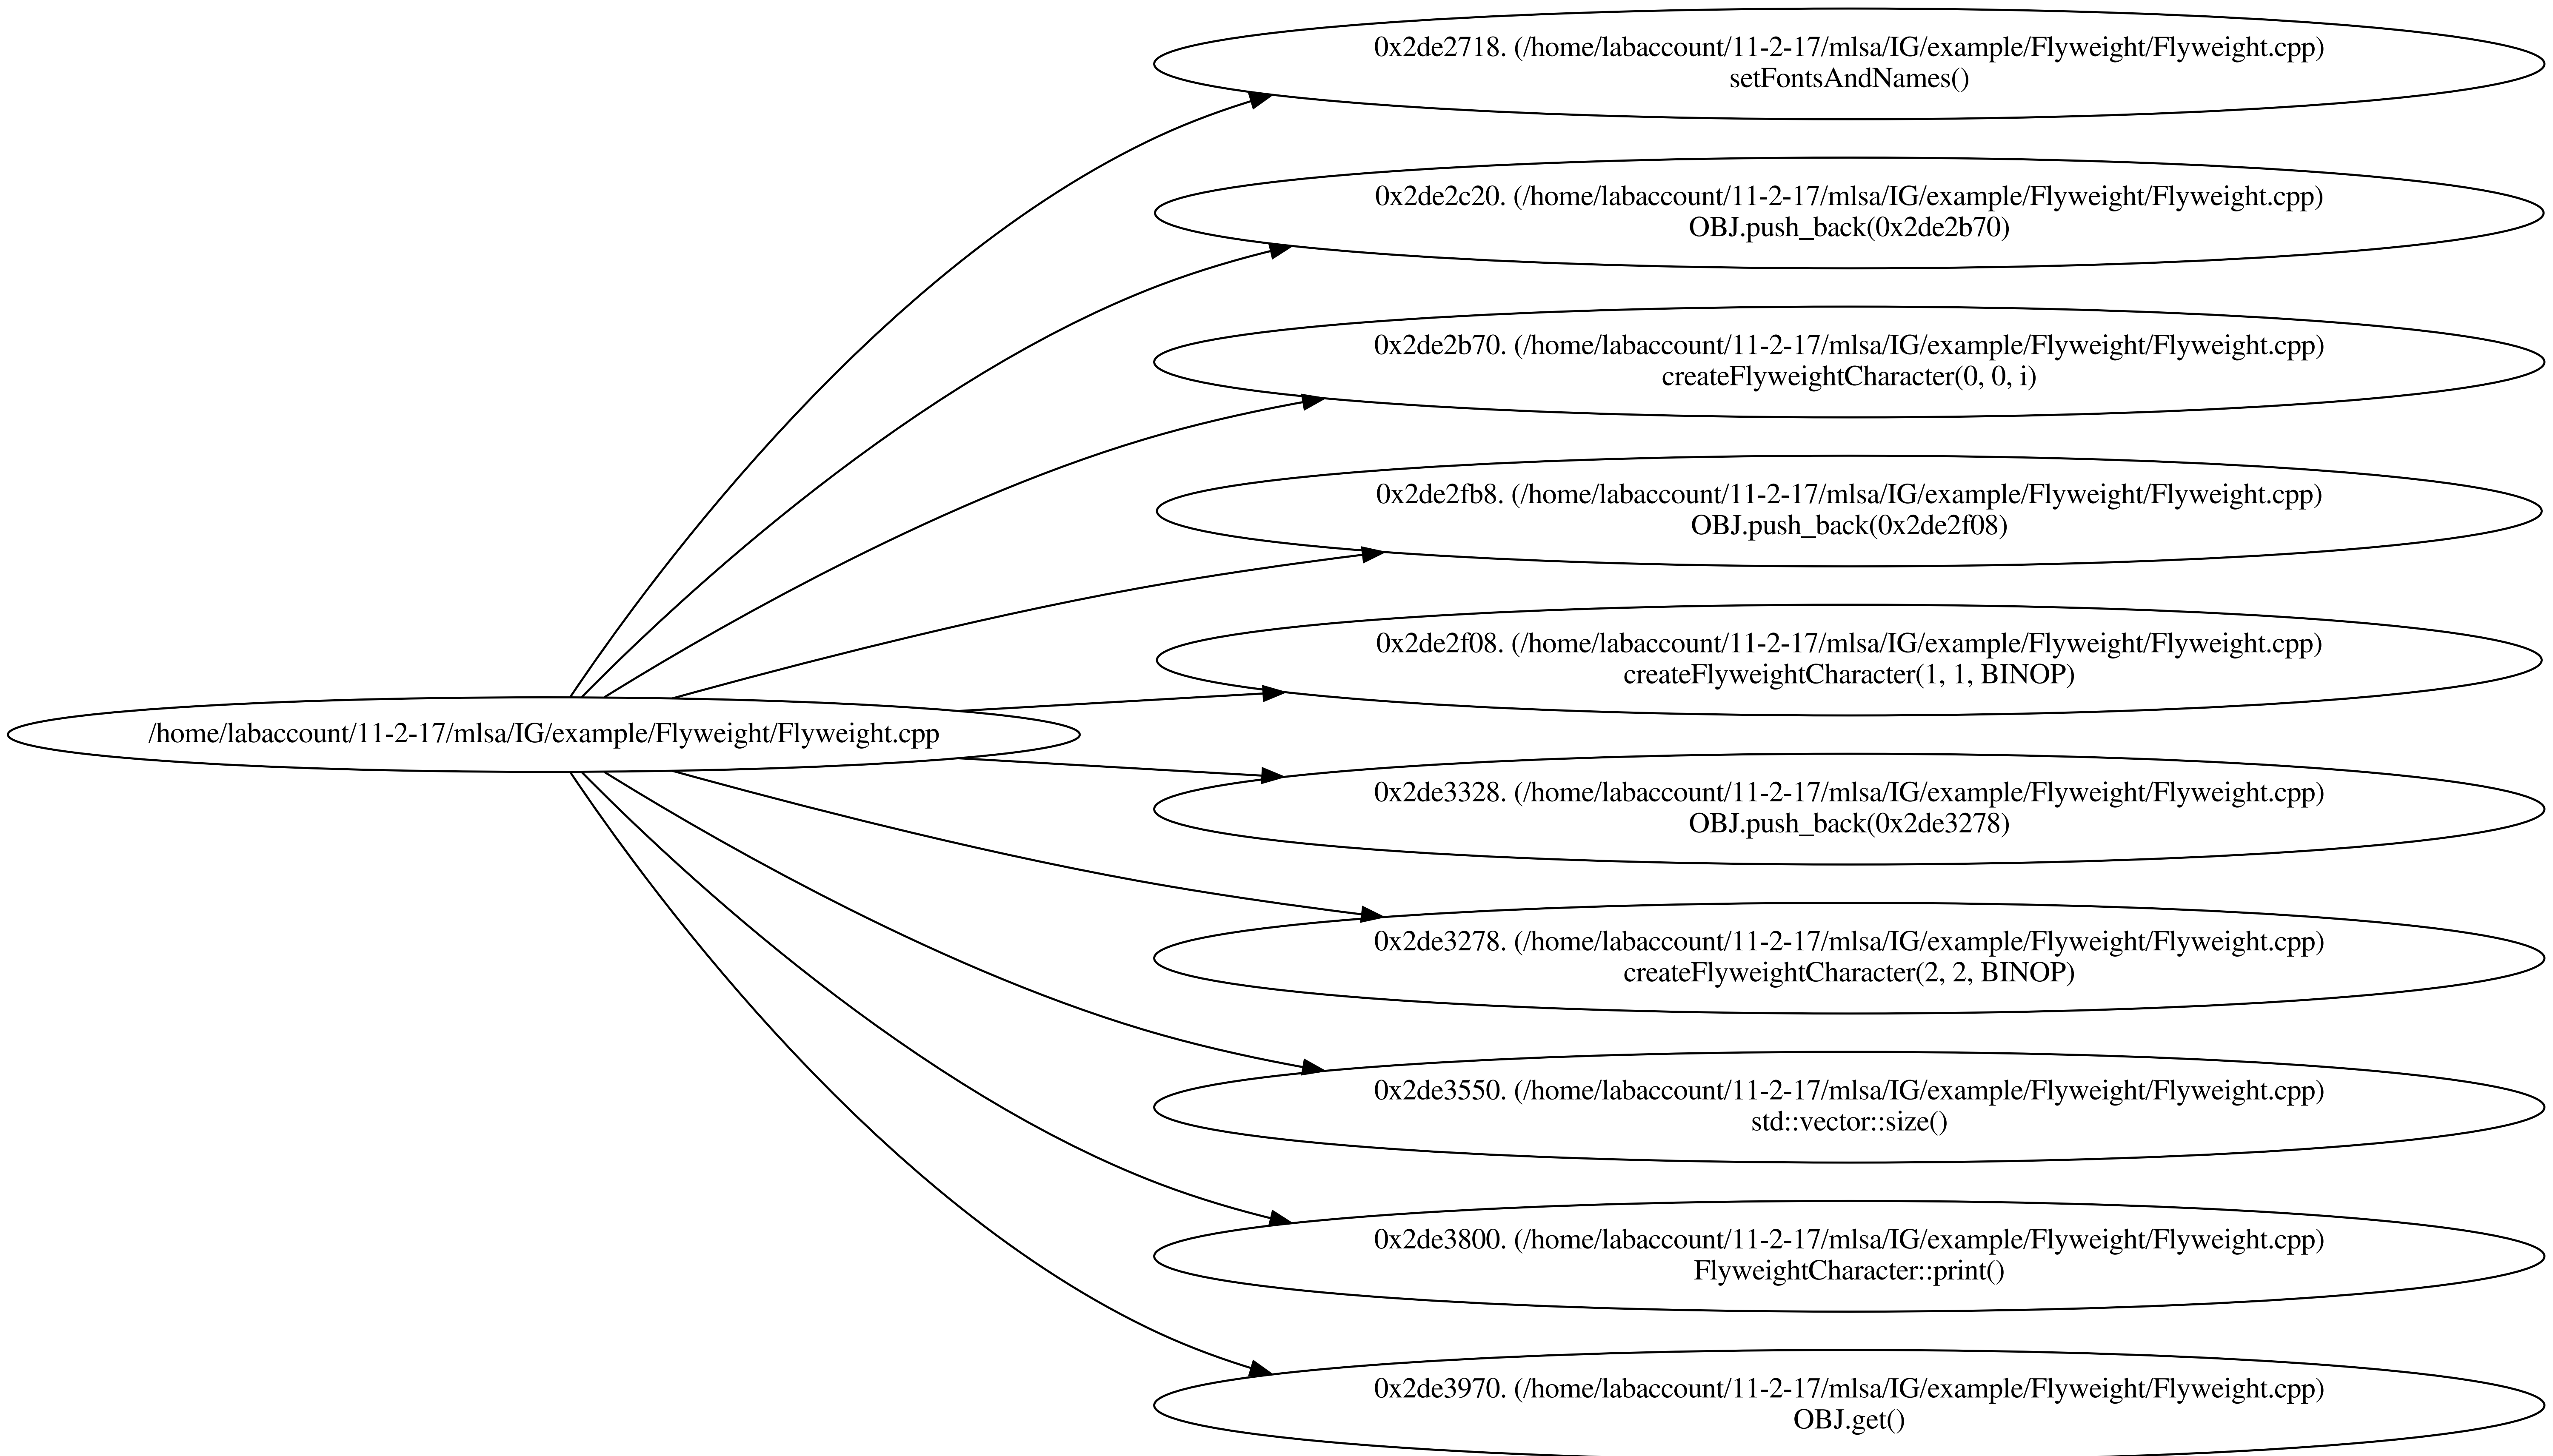 0x2de2718. (/home/labaccount/11-2-17/mlsa/IG/example/Flyweight/Flyweight.cpp)
setFontsAndNames()
0x2de2c20. (/home/labaccount/11-2-17/mlsa/IG/example/Flyweight/Flyweight.cpp)
OBJ.push_back(0x2de2b70)
0x2de2b70. (/home/labaccount/11-2-17/mlsa/IG/example/Flyweight/Flyweight.cpp)
createFlyweightCharacter(0, 0, i)
0x2de2fb8. (/home/labaccount/11-2-17/mlsa/IG/example/Flyweight/Flyweight.cpp)
OBJ.push_back(0x2de2f08)
0x2de2f08. (/home/labaccount/11-2-17/mlsa/IG/example/Flyweight/Flyweight.cpp)
createFlyweightCharacter(1, 1, BINOP)
/home/labaccount/11-2-17/mlsa/IG/example/Flyweight/Flyweight.cpp
0x2de3328. (/home/labaccount/11-2-17/mlsa/IG/example/Flyweight/Flyweight.cpp)
OBJ.push_back(0x2de3278)
0x2de3278. (/home/labaccount/11-2-17/mlsa/IG/example/Flyweight/Flyweight.cpp)
createFlyweightCharacter(2, 2, BINOP)
0x2de3550. (/home/labaccount/11-2-17/mlsa/IG/example/Flyweight/Flyweight.cpp)
std::vector::size()
0x2de3800. (/home/labaccount/11-2-17/mlsa/IG/example/Flyweight/Flyweight.cpp)
FlyweightCharacter::print()
0x2de3970. (/home/labaccount/11-2-17/mlsa/IG/example/Flyweight/Flyweight.cpp)
OBJ.get()